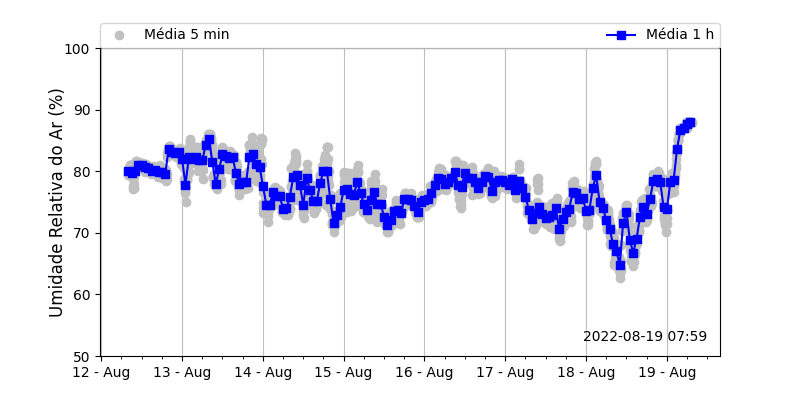 Média 5 min
Média 1 h
Umidade Relativa do Ar (%)
100
90
80
70
60
50
2022-08-19 07:59
12 - Aug
13 - Aug
14 - Aug
15 - Aug
16 - Aug
17 - Aug
18 - Aug
19 - Aug